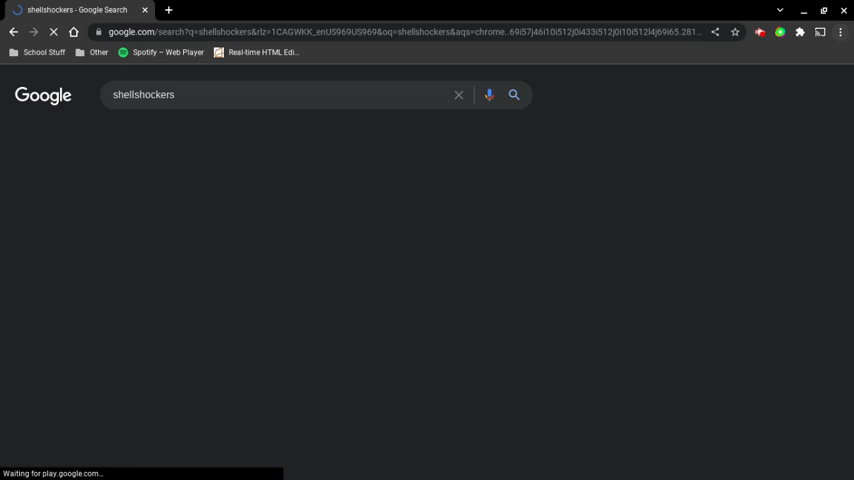 shellshockers - Google Search
google.com/search?q=shellshockers&rlz=1CAGWKK_enUS969US969&oq=shellshockers&aqs=chrome..69i57j46i10i512j0i433i512j0i10i512l4j69i65.281...
School Stuff Other Spotify – Web Player Real-time HTML Edi...
Google shellshockers
Waiting for play.google.com...